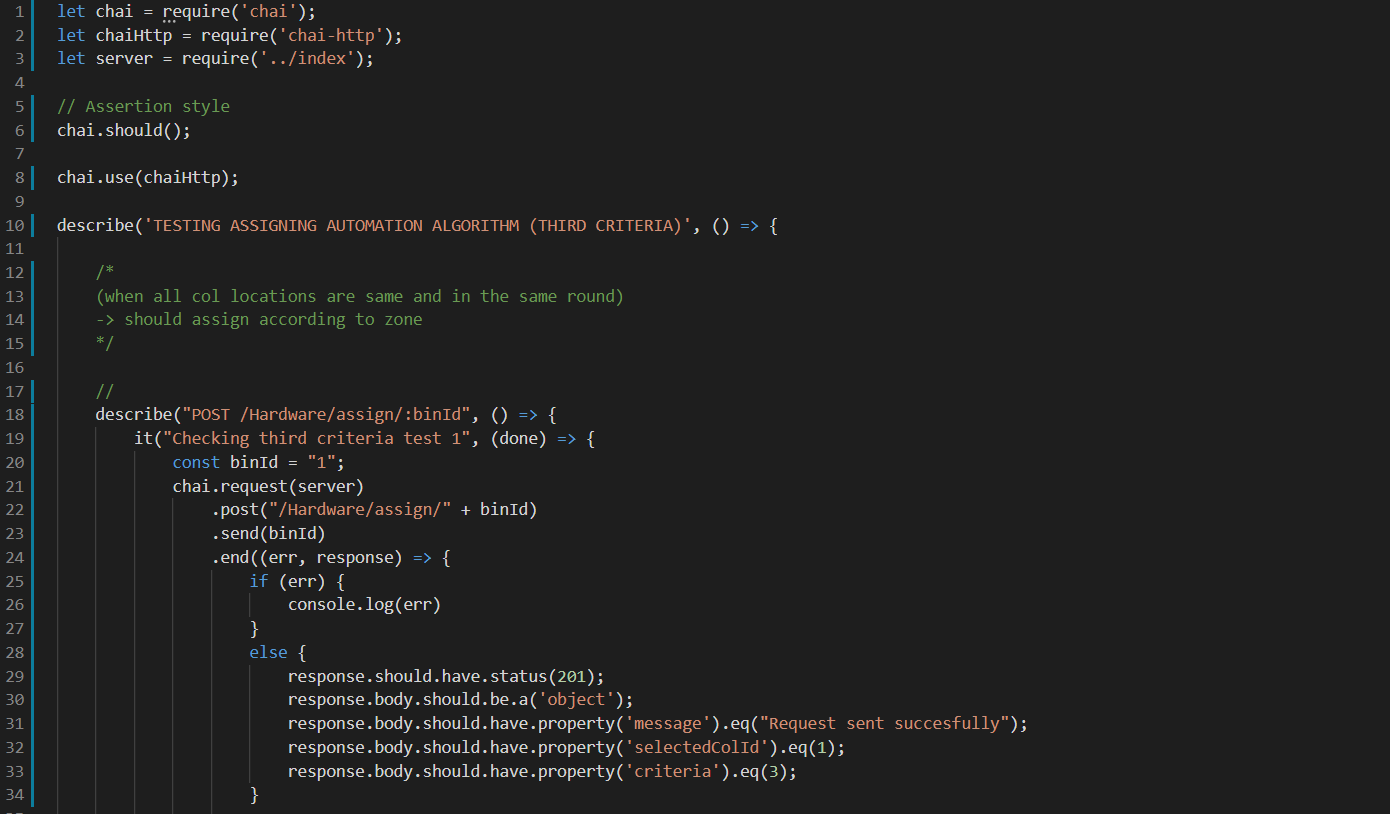 1 let chai = require('chai');
2 let chaiHttp = require('chai-http');
3 let server = require('../index');
4
5 // Assertion style
6 chai.should();
7
8 chai.use(chaiHttp);
9
10 describe('TESTING ASSIGNING AUTOMATION ALGORITHM (THIRD CRITERIA)', () => {
11
12 /*
13 (when all col locations are same and in the same round)
14 -> should assign according to zone
15 */
16
17 //
18 describe("POST /Hardware/assign/:binId", () => {
19 it("Checking third criteria test 1", (done) => {
20 const binId = "1";
21 chai.request(server)
22 .post("/Hardware/assign/" + binId)
23 .send(binId)
24 .end((err, response) => {
25 if (err) {
26 console.log(err)
27 }
28 else {
29 response.should.have.status(201);
30 response.body.should.be.a('object');
31 response.body.should.have.property('message').eq("Request sent succesfully");
32 response.body.should.have.property('selectedColId').eq(1);
33 response.body.should.have.property('criteria').eq(3);
34 }